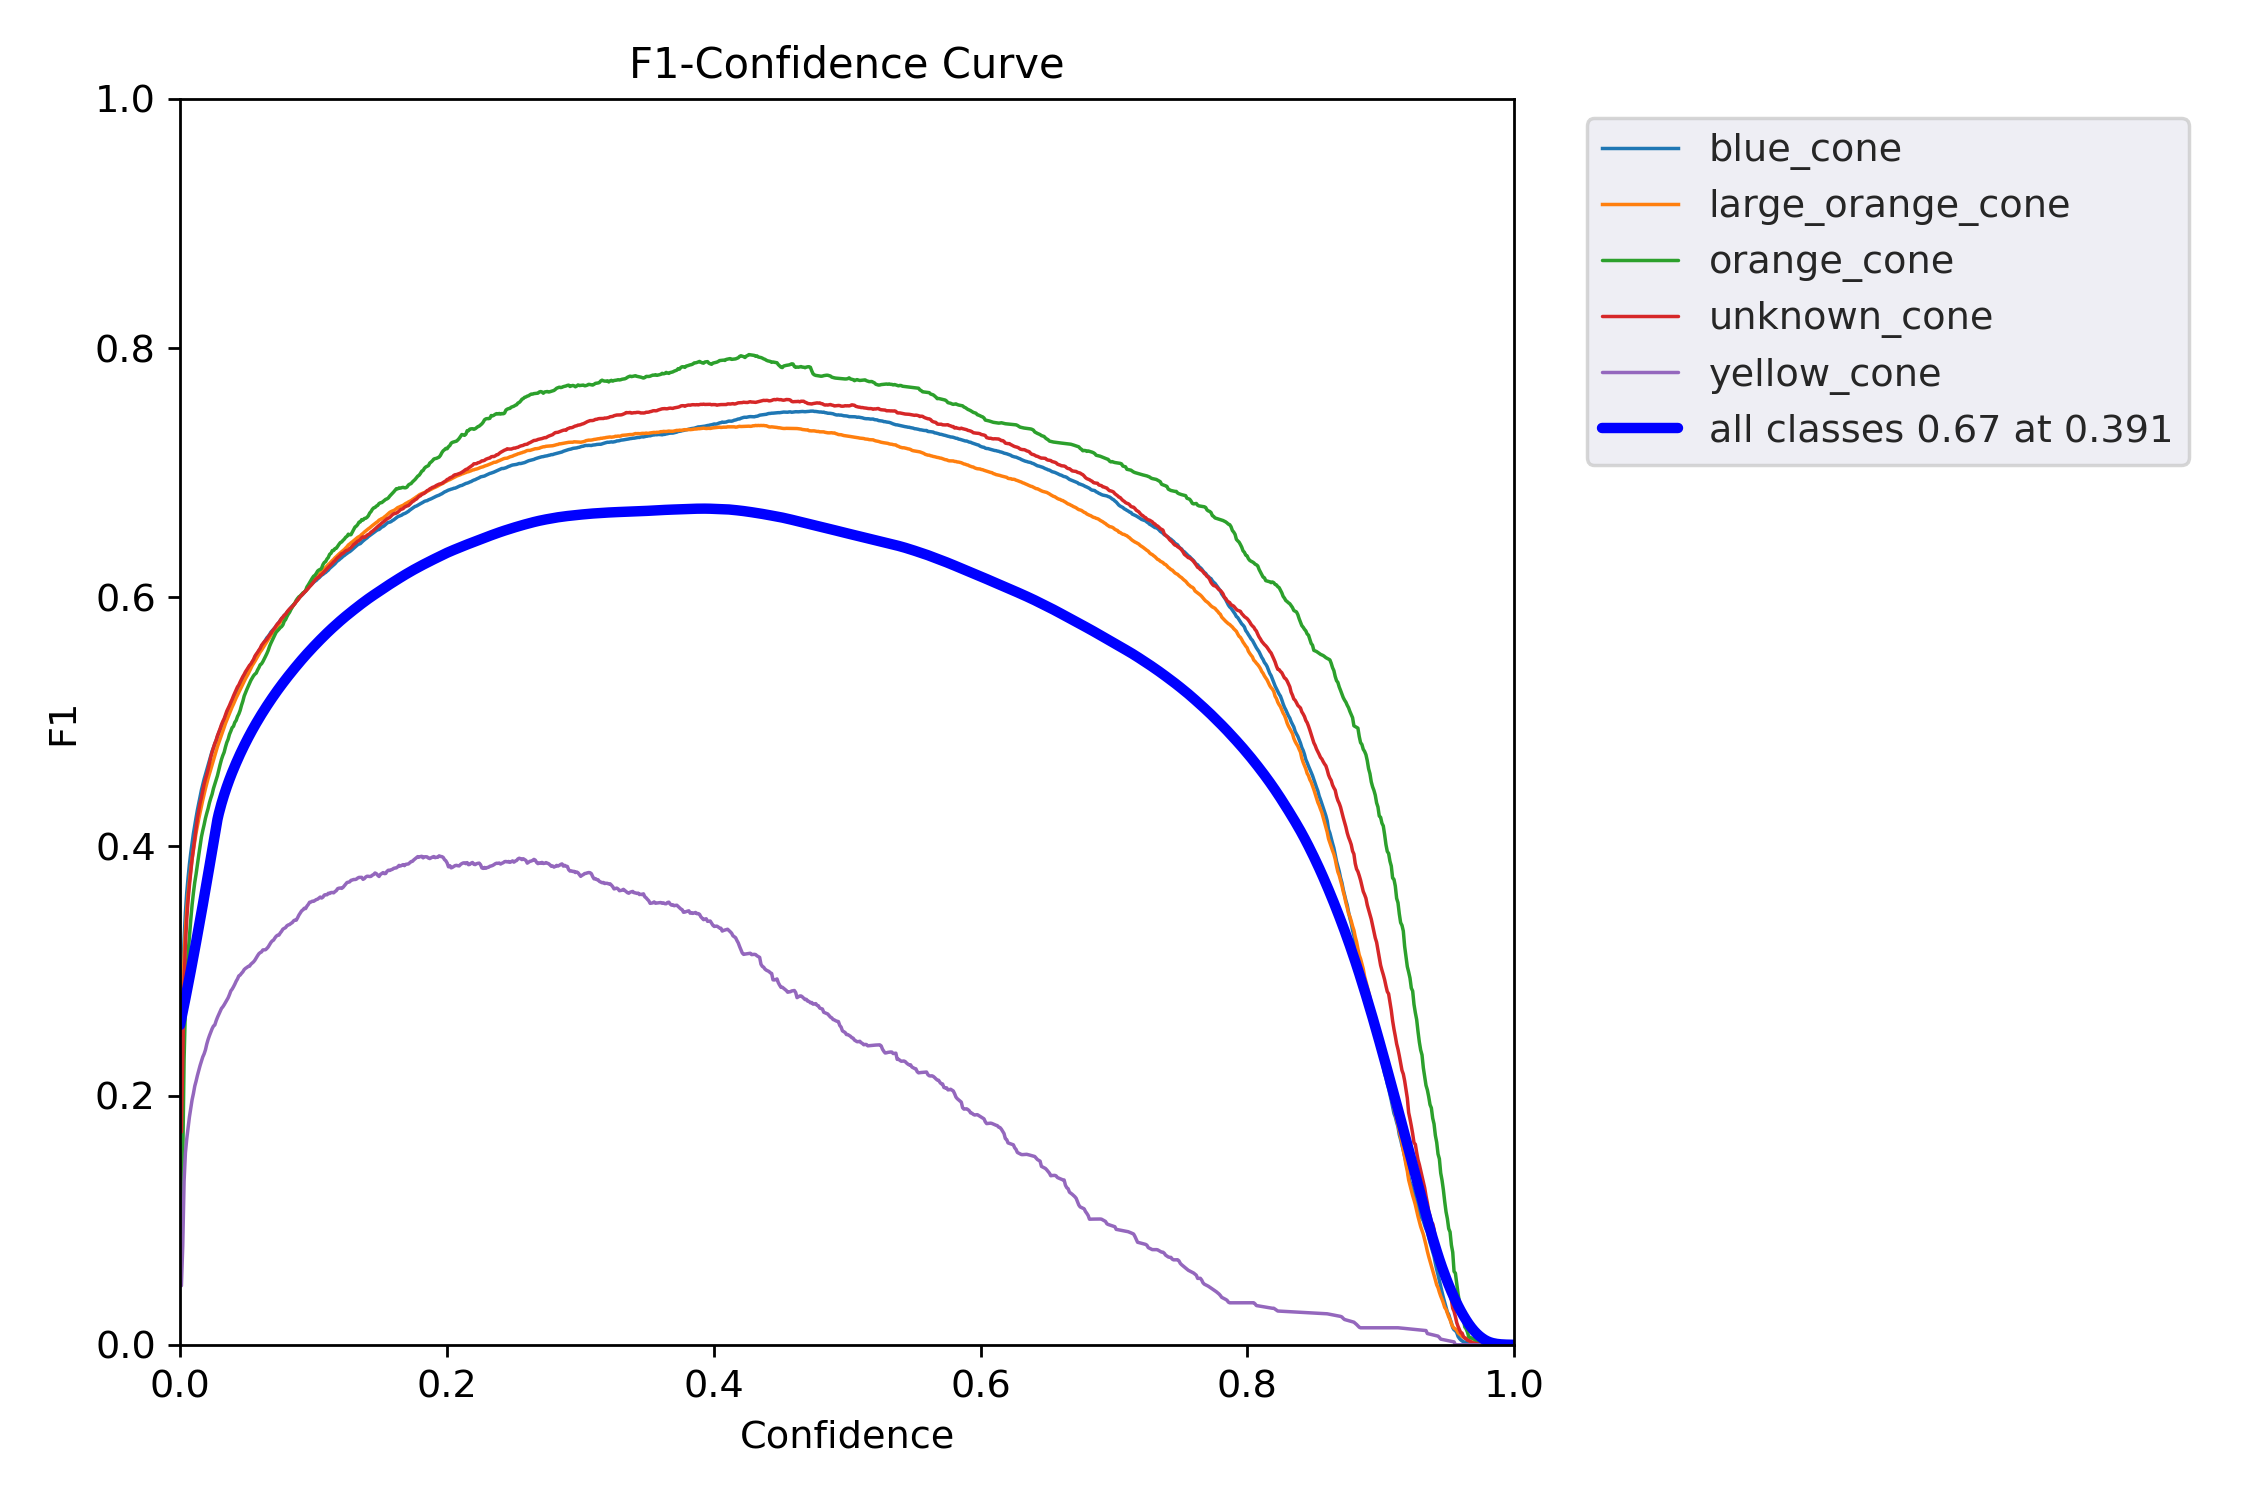 F1-Confidence Curve
1.0
0.8
0.6
0.4
0.2
0.0
F1
0.0 0.2 0.4 0.6 0.8 1.0
Confidence
blue_cone
large_orange_cone
orange_cone
unknown_cone
yellow_cone
all classes 0.67 at 0.391